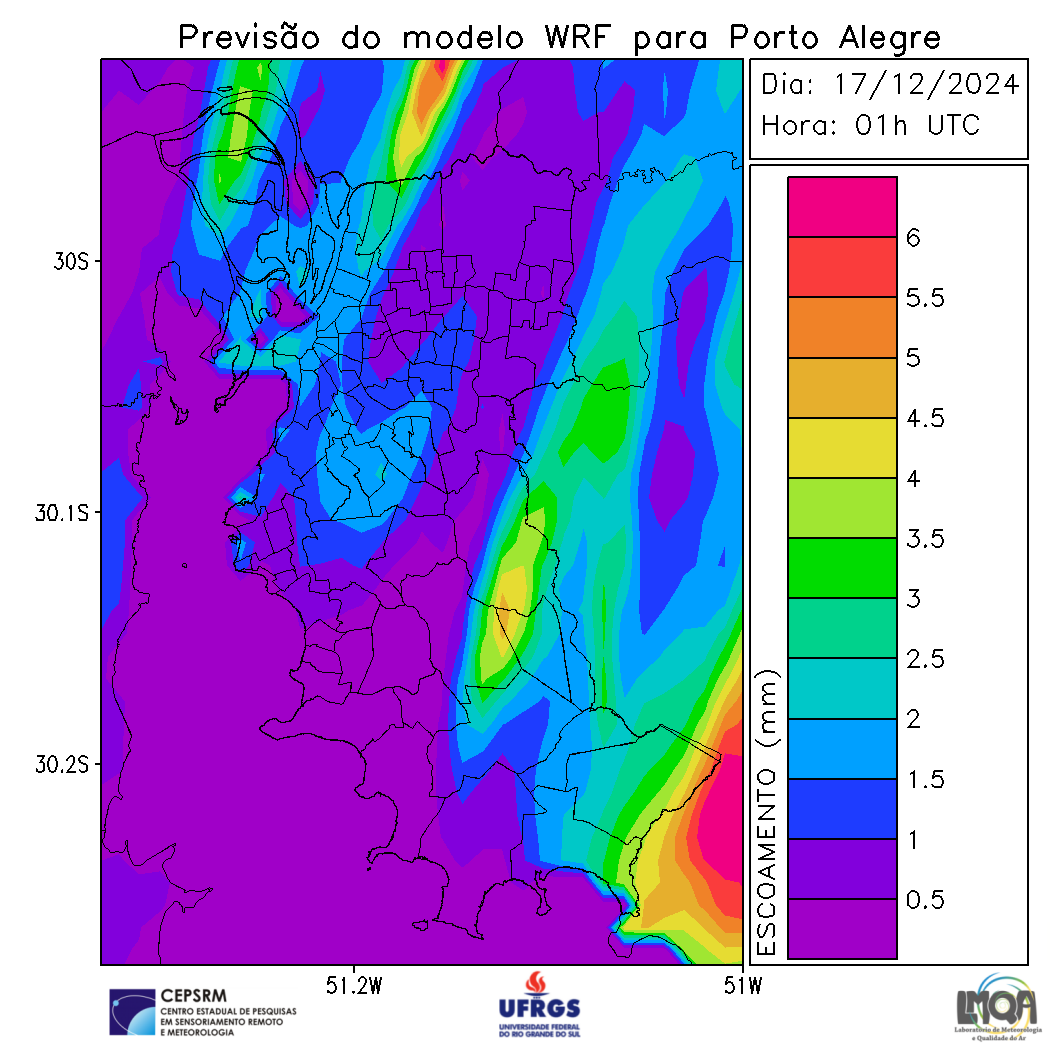 Previsão do modelo WRF para Porto Alegre
Dia: 17/12/2024
Hora: 01h UTC
30S
30.1S
30.2S
51.2W
51W
ESCOAMENTO (mm)
6
5.5
5
4.5
4
3.5
3
2.5
2
1.5
1
0.5
CEPSRM
CENTRO ESTADUAL DE PESQUISAS
EM SENSORIAMENTO REMOTO
E METEOROLOGIA
UFRGS
UNIVERSIDADE FEDERAL
DO RIO GRANDE DO SUL
LMQA
Laboratório de Meteorologia
e Qualidade do Ar